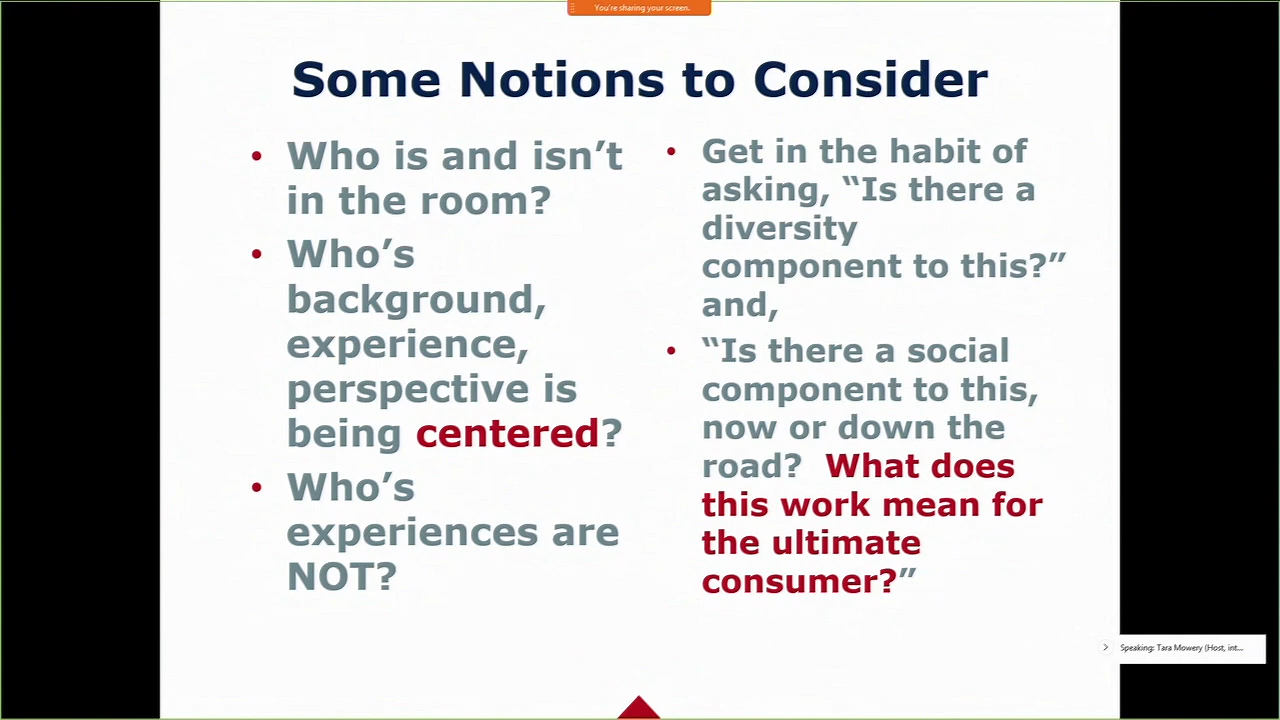 You're sharing your screen.
Some Notions to Consider
• Who is and isn’t
in the room?
• Who’s
background,
experience,
perspective is
being centered?
• Who’s
experiences are
NOT?
• Get in the habit of
asking, “Is there a
diversity
component to this?”
and,
• “Is there a social
component to this,
now or down the
road?  What does
this work mean for
the ultimate
consumer?”
Speaking: Tara Mowery (Host, int...